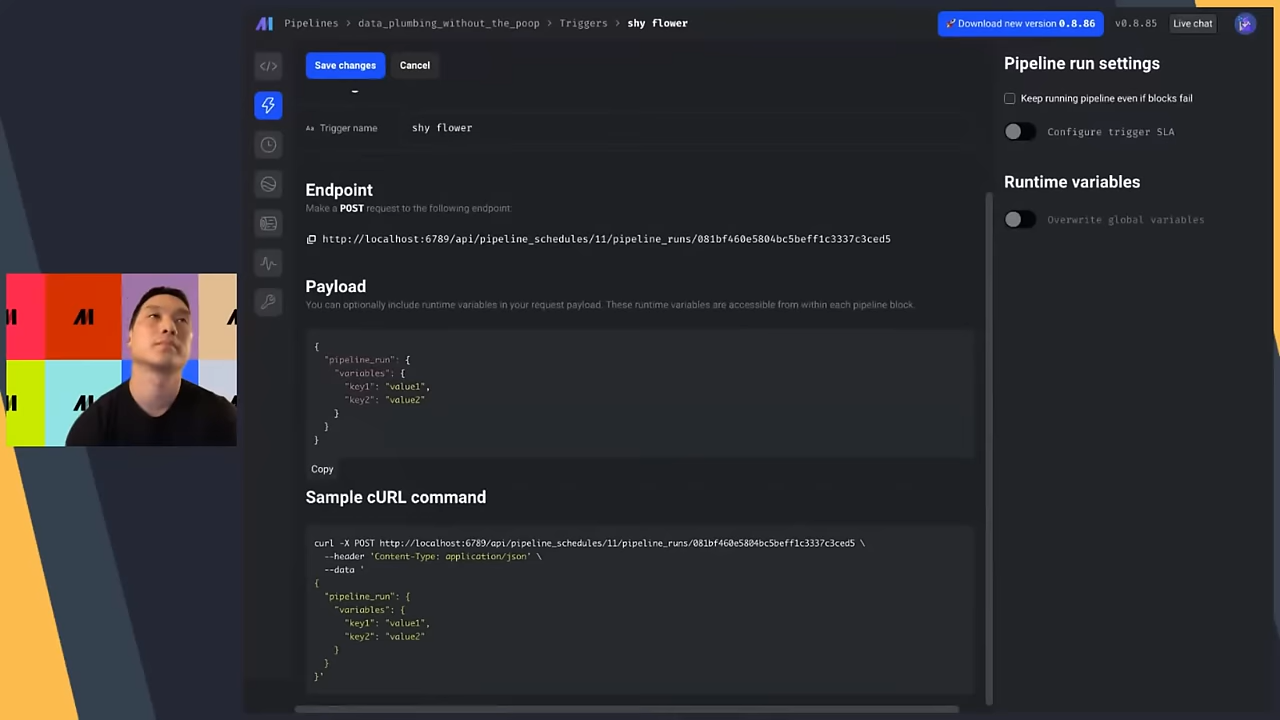 Pipelines > data_plumbing_without_the_poop > Triggers > shy flower
Download new version 0.8.86
v0.8.85
Live chat
Save changes
Cancel
Aa Trigger name
shy flower
Endpoint
Make a POST request to the following endpoint:
http://localhost:6789/api/pipeline_schedules/11/pipeline_runs/081bf460e5804bc5beff1c3337c3ced5
Payload
You can optionally include runtime variables in your request payload. These runtime variables are accessible from within each pipeline block.
{
"pipeline_run": {
"variables": {
"key1": "value1",
"key2": "value2"
}
}
}
Copy
Sample cURL command
curl -X POST http://localhost:6789/api/pipeline_schedules/11/pipeline_runs/081bf460e5804bc5beff1c3337c3ced5 \
--header 'Content-Type: application/json' \
--data '
{
"pipeline_run": {
"variables": {
"key1": "value1",
"key2": "value2"
}
}
}'
Pipeline run settings
Keep running pipeline even if blocks fail
Configure trigger SLA
Runtime variables
Overwrite global variables